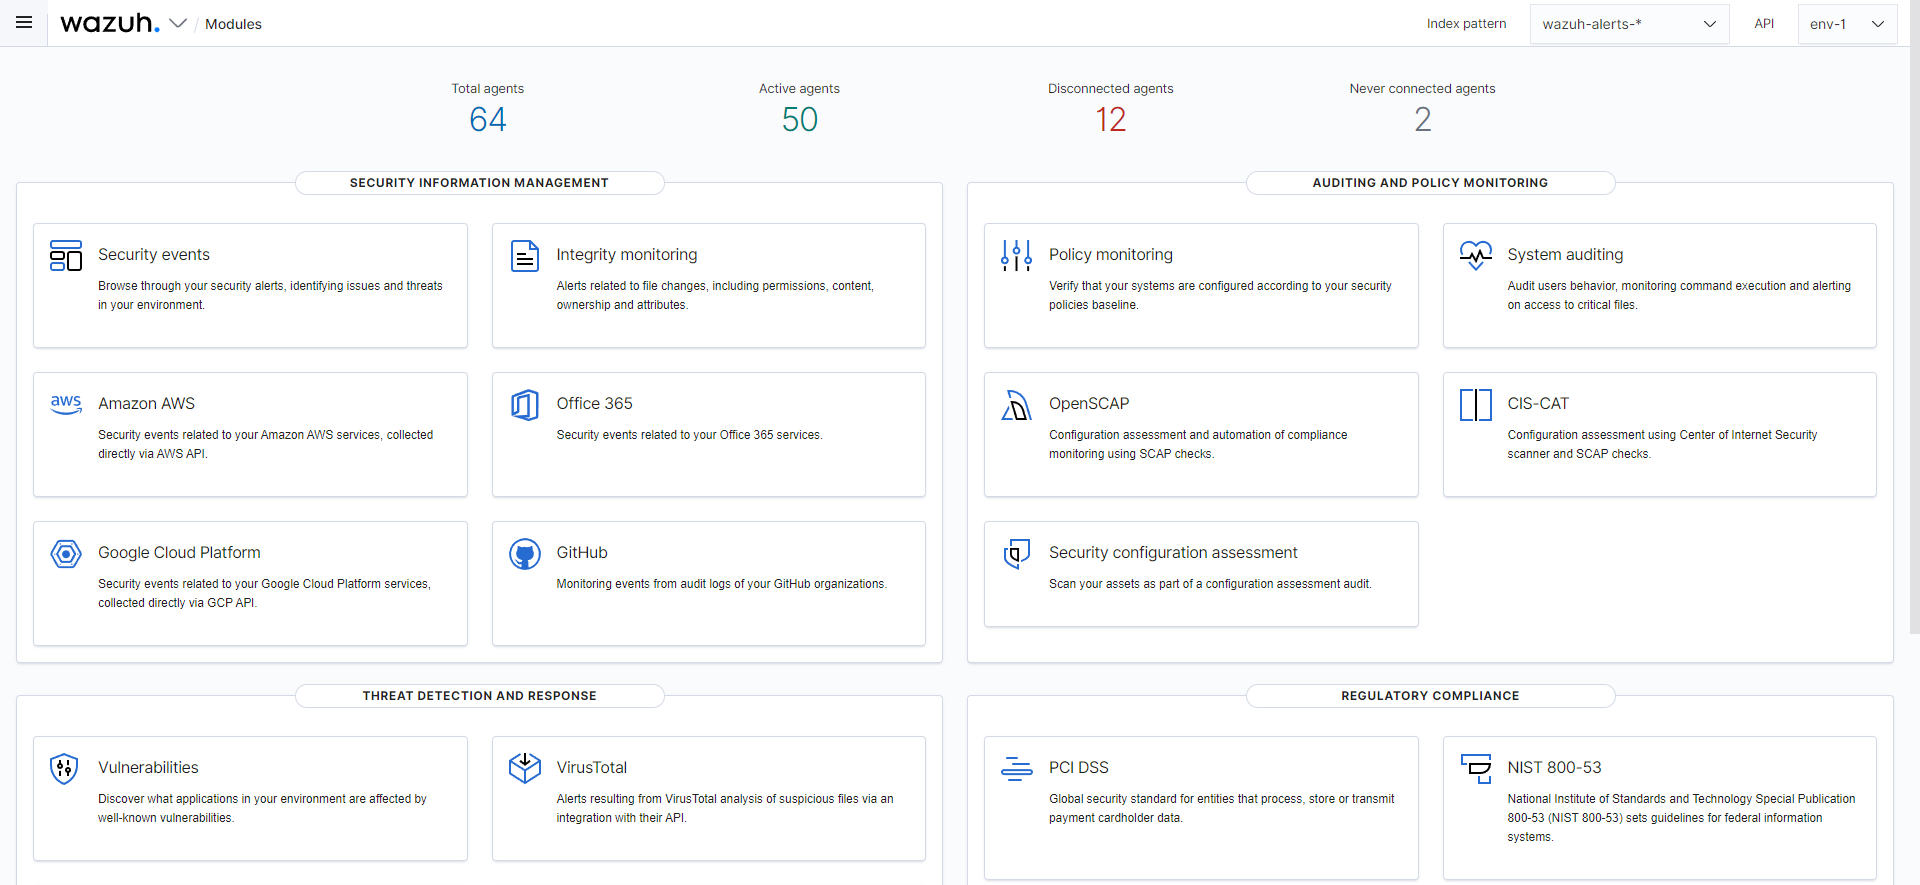 wazuh.
/ Modules
Index pattern
wazuh-alerts-*
API
env-1
Total agents
64
Active agents
50
Disconnected agents
12
Never connected agents
2
SECURITY INFORMATION MANAGEMENT
Security events
Browse through your security alerts, identifying issues and threats
in your environment.
Integrity monitoring
Alerts related to file changes, including permissions, content,
ownership and attributes.
aws
Amazon AWS
Security events related to your Amazon AWS services, collected
directly via AWS API.
Office 365
Security events related to your Office 365 services.
Google Cloud Platform
Security events related to your Google Cloud Platform services,
collected directly via GCP API.
GitHub
Monitoring events from audit logs of your GitHub organizations.
AUDITING AND POLICY MONITORING
Policy monitoring
Verify that your systems are configured according to your security
policies baseline.
System auditing
Audit users behavior, monitoring command execution and alerting
on access to critical files.
OpenSCAP
Configuration assessment and automation of compliance
monitoring using SCAP checks.
CIS-CAT
Configuration assessment using Center of Internet Security
scanner and SCAP checks.
Security configuration assessment
Scan your assets as part of a configuration assessment audit.
THREAT DETECTION AND RESPONSE
Vulnerabilities
Discover what applications in your environment are affected by
well-known vulnerabilities.
VirusTotal
Alerts resulting from VirusTotal analysis of suspicious files via an
integration with their API.
REGULATORY COMPLIANCE
PCI DSS
Global security standard for entities that process, store or transmit
payment cardholder data.
NIST 800-53
National Institute of Standards and Technology Special Publication
800-53 (NIST 800-53) sets guidelines for federal information
systems.